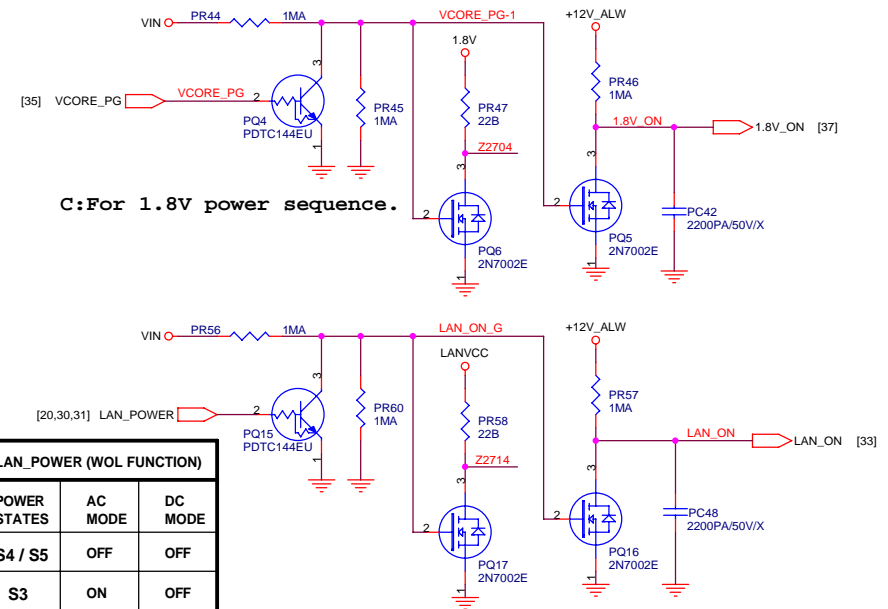 VIN PR44 1MA VCORE_PG-1 +12V_ALW
1.8V
3
[35] VCORE_PG VCORE_PG 2
PQ4
PDTC144EU
1
PR45
1MA
PR47
22B
PR46
1MA
Z2704
1.8V_ON
1.8V_ON [37]
C:For 1.8V power sequence.
3
2
1
PQ6
2N7002E
3
2
1
PQ5
2N7002E
PC42
2200PA/50V/X
VIN PR56 1MA LAN_ON_G +12V_ALW
LANVCC
3
[20,30,31] LAN_POWER 2
PQ15
PDTC144EU
1
PR60
1MA
PR58
22B
PR57
1MA
Z2714
LAN_ON
LAN_ON [33]
3
2
1
PQ17
2N7002E
3
2
1
PQ16
2N7002E
PC48
2200PA/50V/X
LAN_POWER (WOL FUNCTION)
POWER STATES AC MODE DC MODE
S4 / S5 OFF OFF
S3 ON OFF